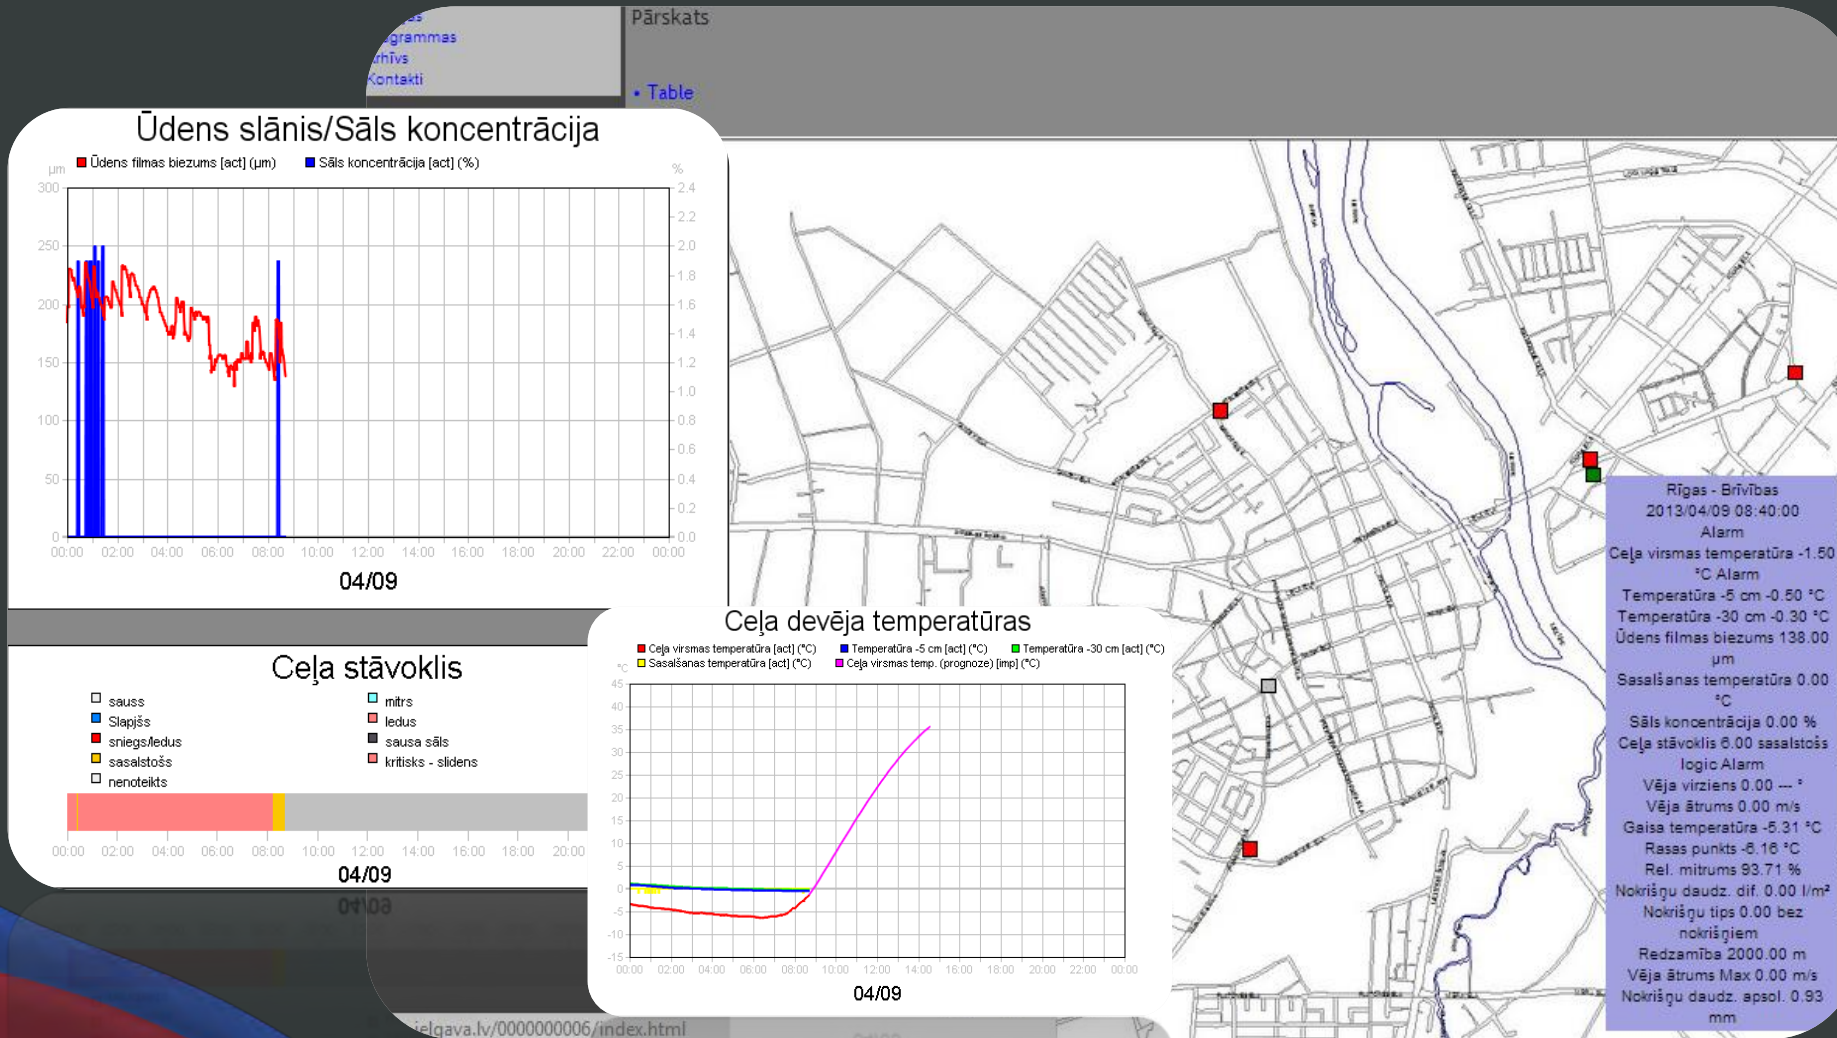 grammas
rhīvs
Kontakti
Pārskats
• Table
Ūdens slānis/Sāls koncentrācija
µm
Ūdens filmas biezums [act] (µm)
Sāls koncentrācija [act] (%)
%
300
250
200
150
100
50
0
2.4
2.2
2.0
1.8
1.6
1.4
1.2
1.0
0.8
0.6
0.4
0.2
0.0
00:00 02:00 04:00 06:00 08:00 10:00 12:00 14:00 16:00 18:00 20:00 22:00 00:00
04/09
Ceļa stāvoklis
sauss
Slapjšs
sniegs/ledus
sasalstošs
nenoteikts
mitrs
ledus
sausa sāls
kritisks - slidens
00:00 02:00 04:00 06:00 08:00 10:00 12:00 14:00 16:00 18:00 20:00
04/09
Ceļa devēja temperatūras
Ceļa virsmas temperatūra [act] (°C) Temperatūra -5 cm [act] (°C) Temperatūra -30 cm [act] (°C)
°C Sasalšanas temperatūra [act] (°C) Ceļa virsmas temp. (prognoze) [imp] (°C)
45
40
35
30
25
20
15
10
5
0
-5
-10
-15
00:00 02:00 04:00 06:00 08:00 10:00 12:00 14:00 16:00 18:00 20:00 22:00 00:00
04/09
Rīgas - Brīvības
2013/04/09 08:40:00
Alarm
Ceļa virsmas temperatūra -1.50
°C Alarm
Temperatūra -5 cm -0.50 °C
Temperatūra -30 cm -0.30 °C
Ūdens filmas biezums 138.00
µm
Sasalšanas temperatūra 0.00
°C
Sāls koncentrācija 0.00 %
Ceļa stāvoklis 6.00 sasalstošs
logic Alarm
Vēja virziens 0.00 --- °
Vēja ātrums 0.00 m/s
Gaisa temperatūra -5.31 °C
Rasas punkts -6.16 °C
Rel. mitrums 93.71 %
Nokrišņu daudz. dif. 0.00 l/m²
Nokrišņu tips 0.00 bez
nokrišņiem
Redzamība 2000.00 m
Vēja ātrums Max 0.00 m/s
Nokrišņu daudz. apsol. 0.93
mm
ielgava.lv/0000000006/index.html